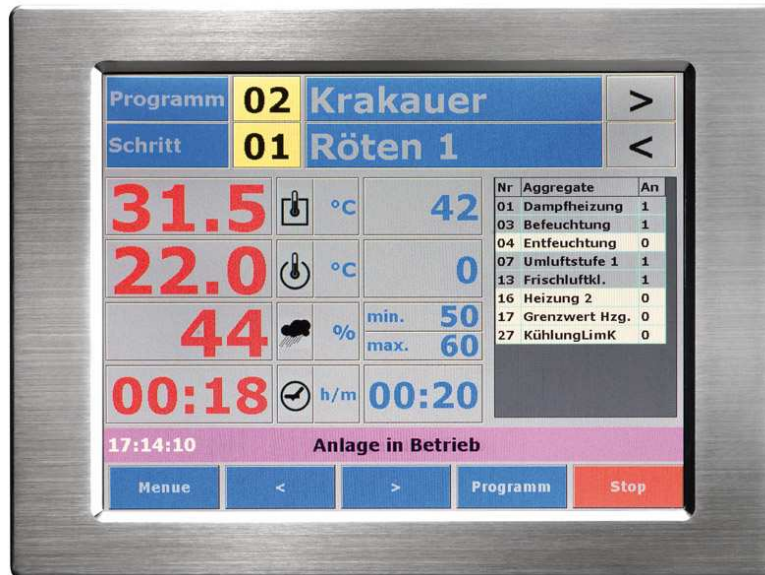 Programm 02 Krakauer >
Schritt 01 Röten 1 <
31.5 °C 42
22.0 °C 0
44 % min. 50
max. 60
00:18 h/m 00:20
Nr Aggregate An
01 Dampfheizung 1
03 Befeuchtung 1
04 Entfeuchtung 0
07 Umluftstufe 1 1
13 Frischluftkl. 1
16 Heizung 2 0
17 Grenzwert Hzg. 0
27 KühlungLimK 0
17:14:10 Anlage in Betrieb
Menue < > Programm Stop